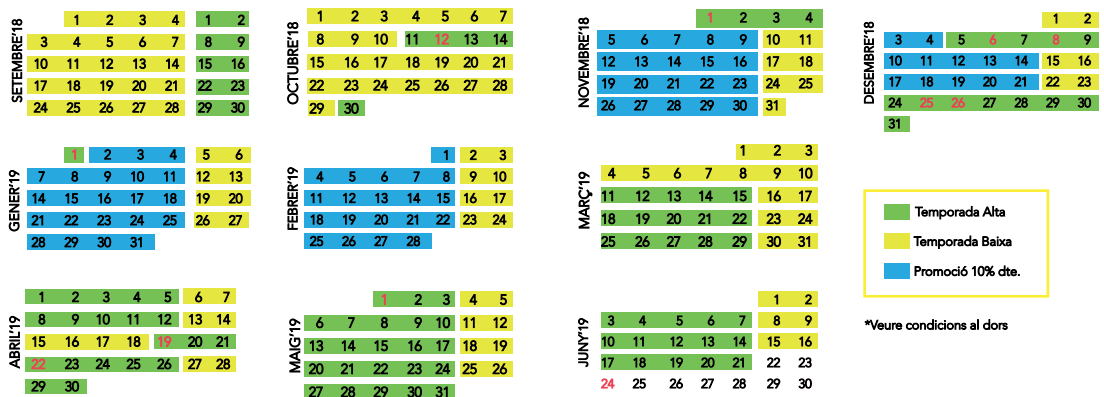 SETEMBRE'18
1 2 3 4 1 2
3 4 5 6 7 8 9
10 11 12 13 14 15 16
17 18 19 20 21 22 23
24 25 26 27 28 29 30
OCTUBRE'18
1 2 3 4 5 6 7
8 9 10 11 12 13 14
15 16 17 18 19 20 21
22 23 24 25 26 27 28
29 30
NOVEMBRE'18
1 2 3 4
5 6 7 8 9 10 11
12 13 14 15 16 17 18
19 20 21 22 23 24 25
26 27 28 29 30 31
DESEMBRE'18
1 2
3 4 5 6 7 8 9
10 11 12 13 14 15 16
17 18 19 20 21 22 23
24 25 26 27 28 29 30
31
GENER'19
1 2 3 4 5 6
7 8 9 10 11 12 13
14 15 16 17 18 19 20
21 22 23 24 25 26 27
28 29 30 31
FEBRER'19
1 2 3
4 5 6 7 8 9 10
11 12 13 14 15 16 17
18 19 20 21 22 23 24
25 26 27 28
MARÇ'19
1 2 3
4 5 6 7 8 9 10
11 12 13 14 15 16 17
18 19 20 21 22 23 24
25 26 27 28 29 30 31
ABRIL'19
1 2 3 4 5 6 7
8 9 10 11 12 13 14
15 16 17 18 19 20 21
22 23 24 25 26 27 28
29 30
MAIG'19
1 2 3 4 5
6 7 8 9 10 11 12
13 14 15 16 17 18 19
20 21 22 23 24 25 26
27 28 29 30 31
JUNY'19
1 2
3 4 5 6 7 8 9
10 11 12 13 14 15 16
17 18 19 20 21 22 23
24 25 26 27 28 29 30
Temporada Alta
Temporada Baixa
Promoció 10% dte.
*Veure condicions al dors